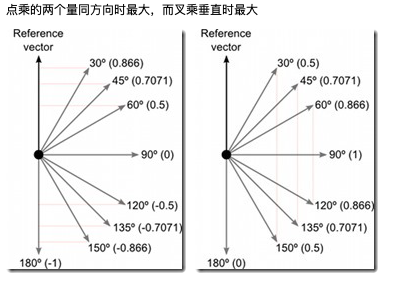 点乘的两个量同方向时最大，而叉乘垂直时最大
Reference
vector
30º (0.866)
45º (0.7071)
60º (0.5)
90º (0)
120º (-0.5)
135º (-0.7071)
150º (-0.866)
180º (-1)
Reference
vector
30º (0.5)
45º (0.7071)
60º (0.866)
90º (1)
120º (0.866)
135º (0.7071)
150º (0.5)
180º (0)